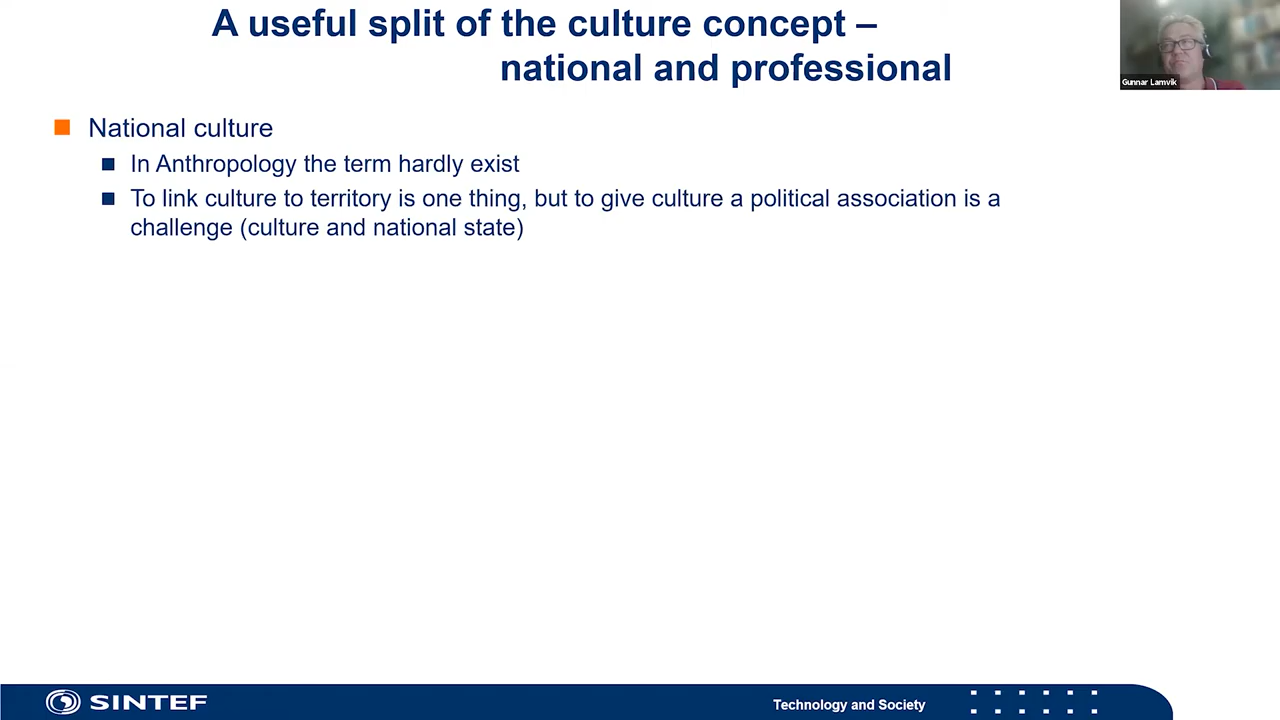 A useful split of the culture concept –
national and professional
Gunnar Lamvik
National culture
In Anthropology the term hardly exist
To link culture to territory is one thing, but to give culture a political association is a
challenge (culture and national state)
SINTEF
Technology and Society